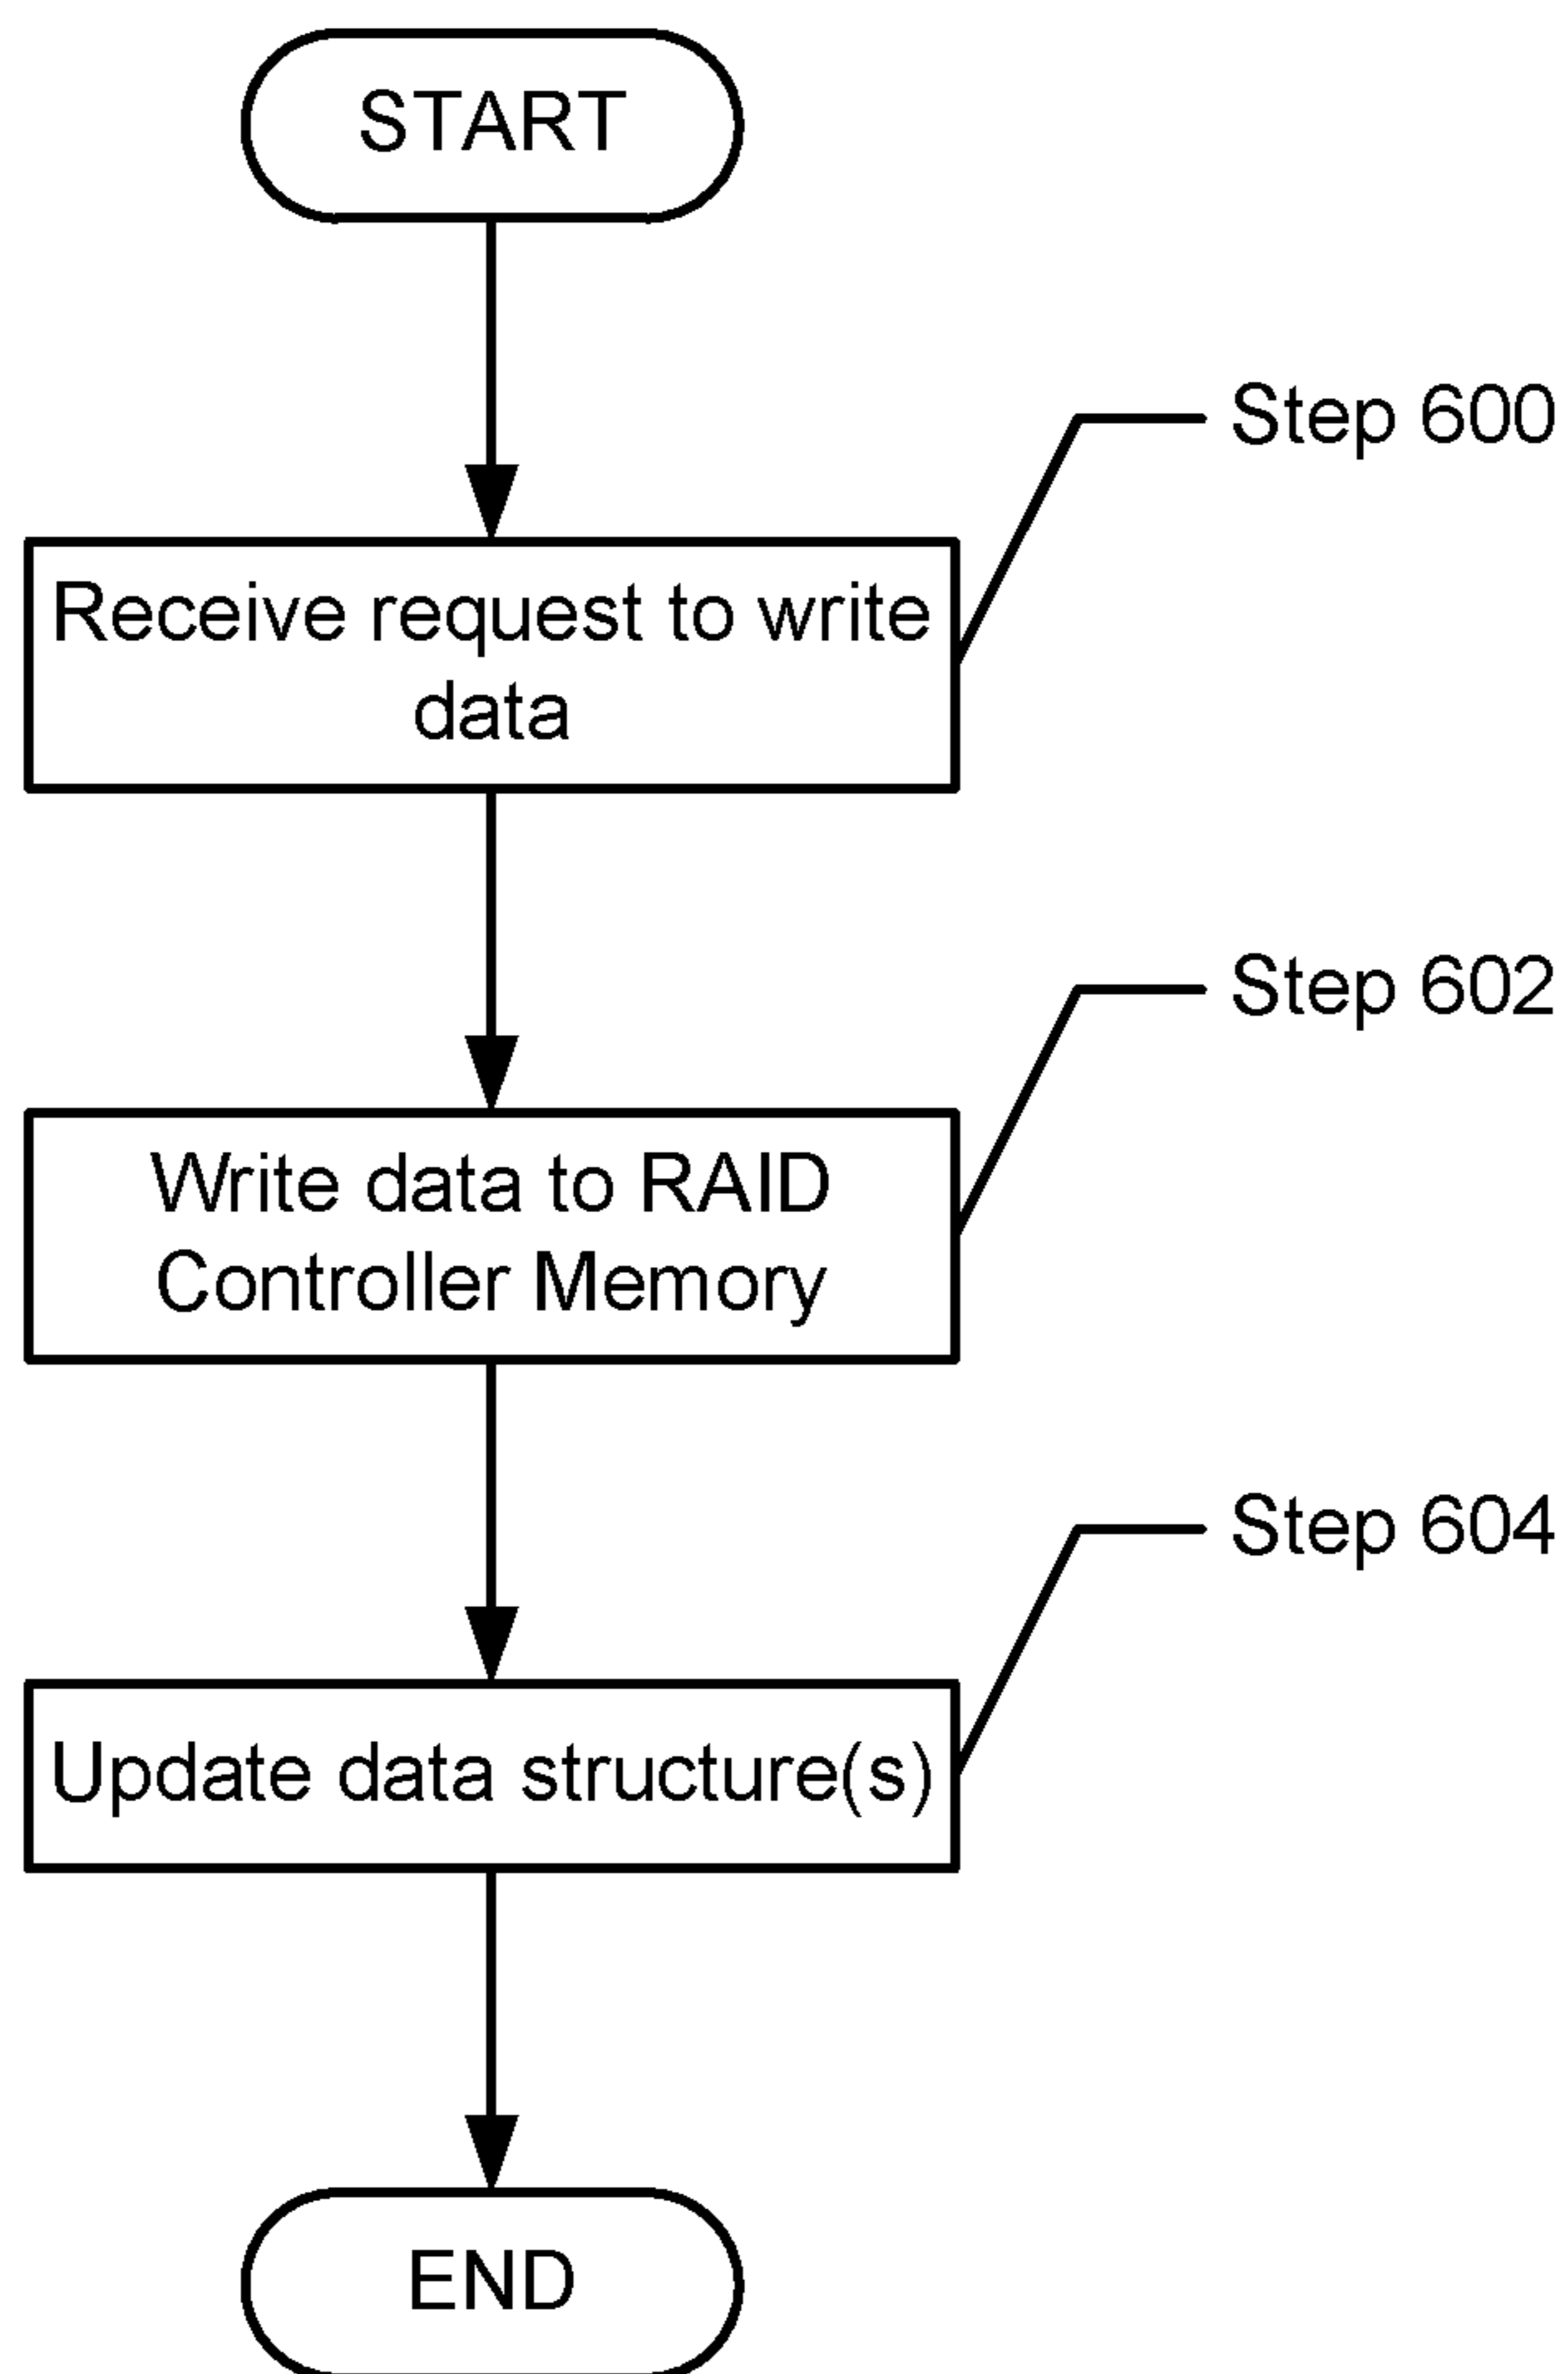 START
Step 600
Receive request to write
data
Step 602
Write data to RAID
Controller Memory
Step 604
Update data structure(s)
END